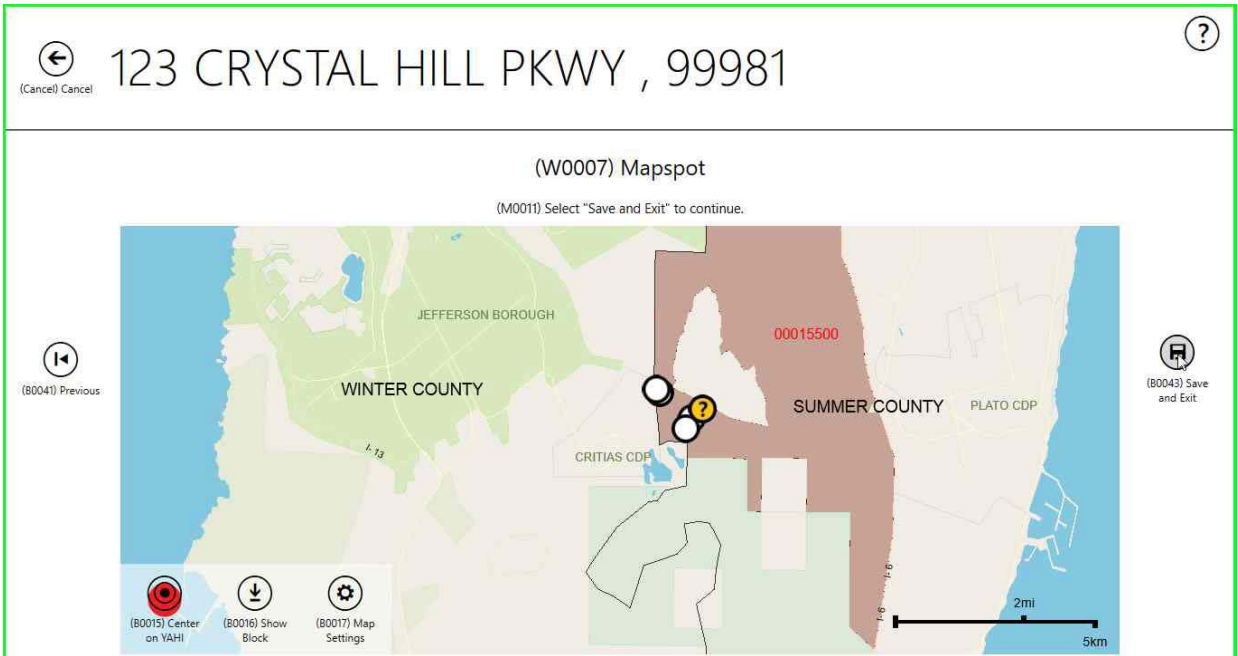 ?
(Cancel) Cancel
123 CRYSTAL HILL PKWY , 99981
(W0007) Mapspot
(M0011) Select "Save and Exit" to continue.
JEFFERSON BOROUGH
00015500
(B0041) Previous
WINTER COUNTY
?
SUMMER COUNTY
PLATO CDP
(B0043) Save
and Exit
I- 13
CRITIAS CDP
I- 6
I- 6
2mi
5km
(B0015) Center
on YAHI
(B0016) Show
Block
(B0017) Map
Settings